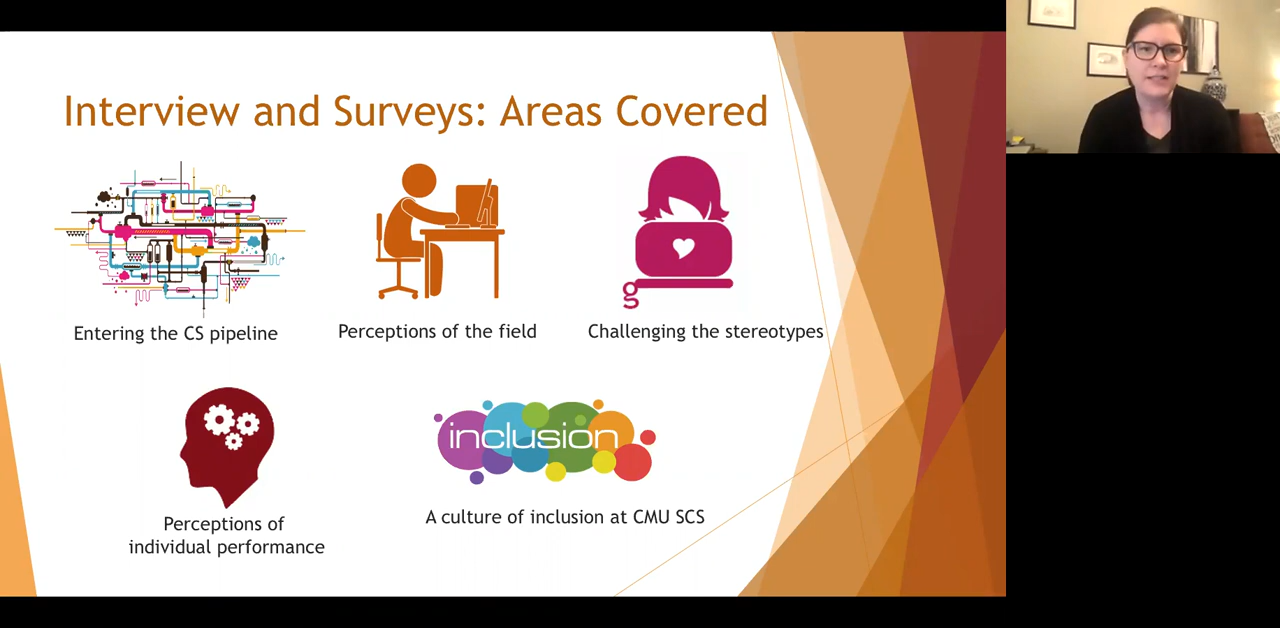 Interview and Surveys: Areas Covered
g
Entering the CS pipeline
Perceptions of the field
Challenging the stereotypes
inclusion
Perceptions of
individual performance
A culture of inclusion at CMU SCS